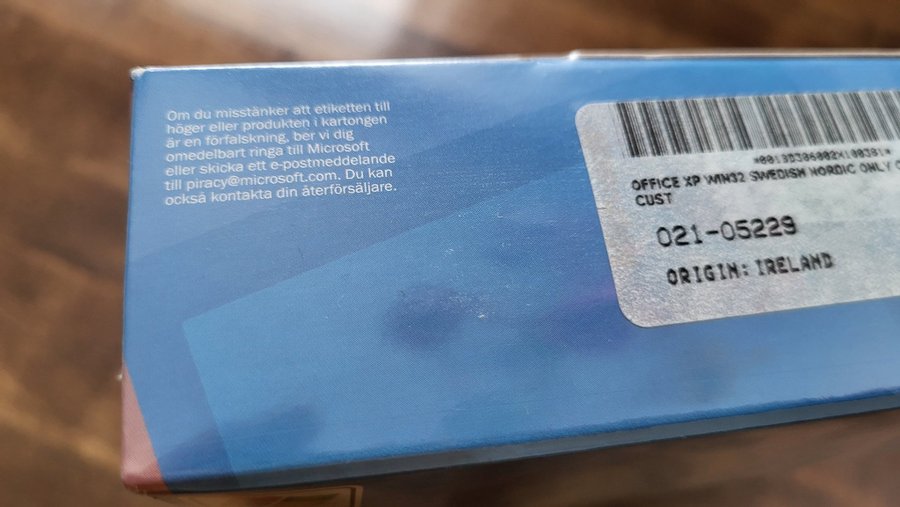 Om du misstänker att etiketten till
höger eller produkten i kartongen
är en förfalskning, ber vi dig
omedelbart ringa till Microsoft
eller skicka ett e-postmeddelande
till piracy@microsoft.com. Du kan
också kontakta din återförsäljare.
*0013D306002X100391*
OFFICE XP WIN32 SWEDISH NORDIC ONLY
CUST
021-05229
ORIGIN: IRELAND